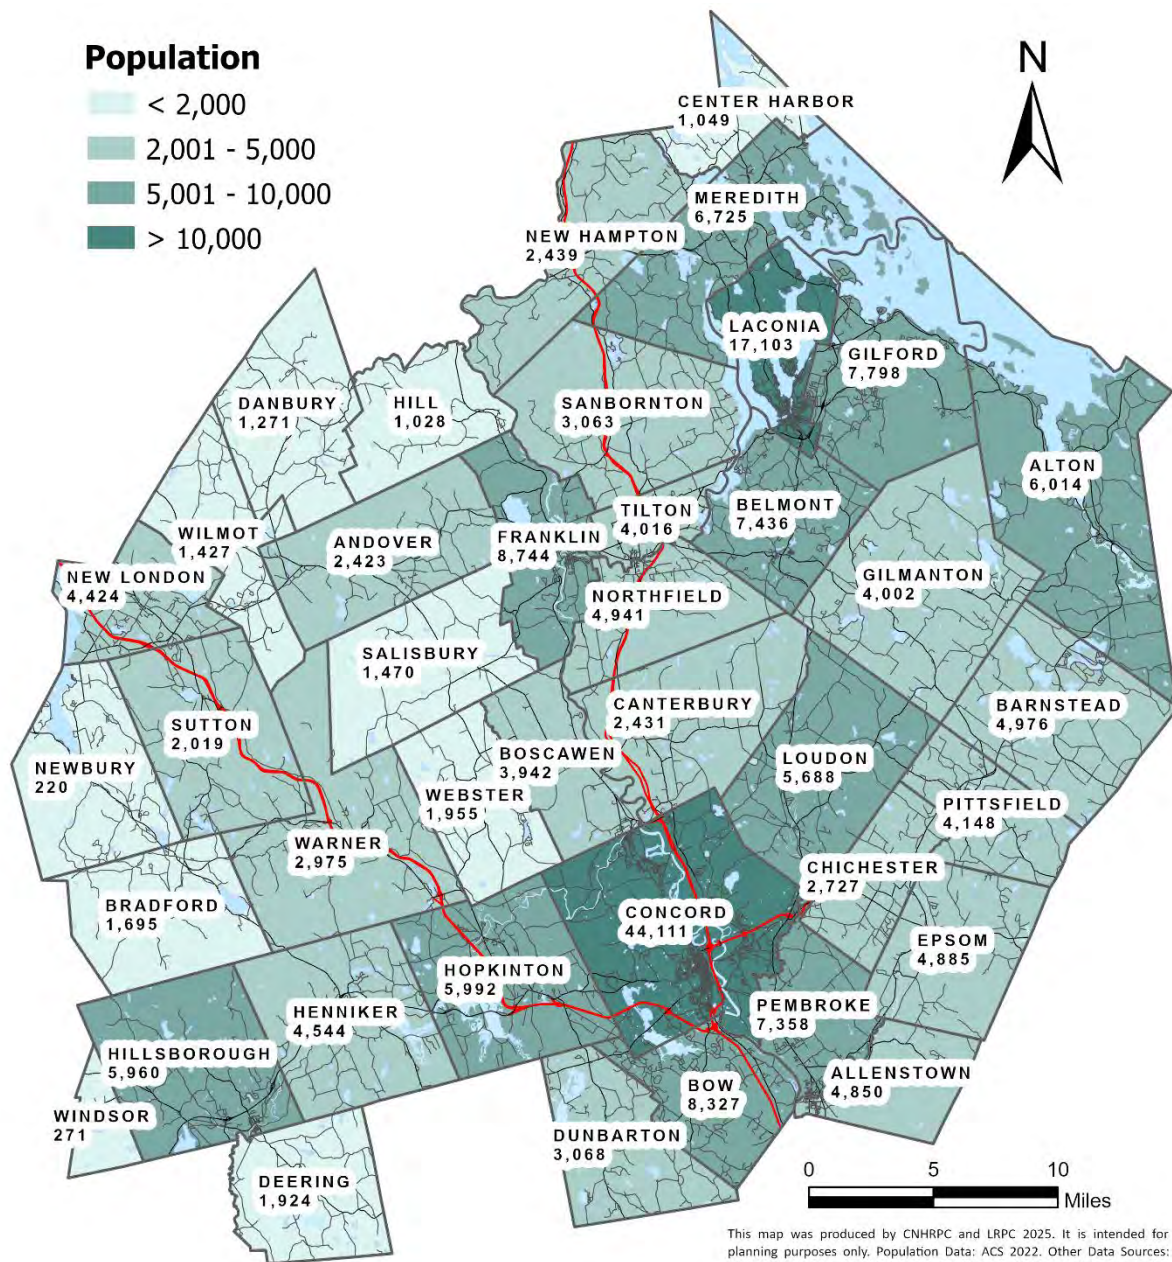 Population
< 2,000
2,001 - 5,000
5,001 - 10,000
> 10,000
N
CENTER HARBOR
1,049
MEREDITH
6,725
NEW HAMPTON
2,439
LACONIA
17,103
GILFORD
7,798
DANBURY
1,271
HILL
1,028
SANBORNTON
3,063
ALTON
6,014
WILMOT
1,427
ANDOVER
2,423
FRANKLIN
8,744
TILTON
4,016
BELMONT
7,436
NEW LONDON
4,424
GILMANTON
4,002
NORTHFIELD
4,941
SALISBURY
1,470
SUTTON
2,019
CANTERBURY
2,431
BARNSTEAD
4,976
NEWBURY
220
BOSCAWEN
3,942
LOUDON
5,688
WEBSTER
1,955
PITTSFIELD
4,148
WARNER
2,975
CHICHESTER
2,727
BRADFORD
1,695
CONCORD
44,111
EPSOM
4,885
HOPKINTON
5,992
HENNIKER
4,544
PEMBROKE
7,358
HILLSBOROUGH
5,960
ALLENSTOWN
4,850
BOW
8,327
WINDSOR
271
DUNBARTON
3,068
DEERING
1,924
0 5 10
Miles
This map was produced by CNHRPC and LRPC 2025. It is intended for
planning purposes only. Population Data: ACS 2022. Other Data Sources: